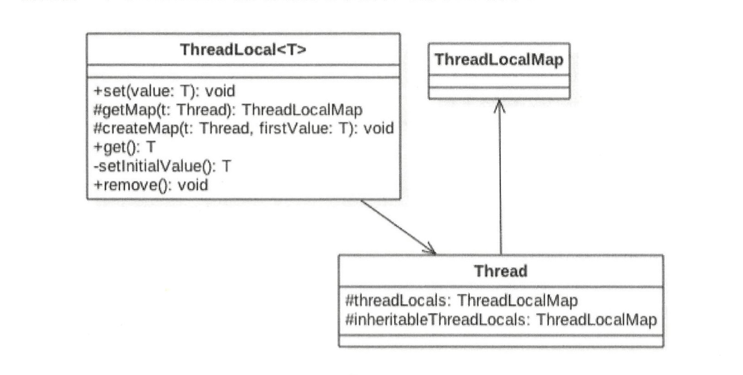 ThreadLocal<T>
+set(value: T): void
#getMap(t: Thread): ThreadLocalMap
#createMap(t: Thread, firstValue: T): void
+get(): T
-setInitialValue(): T
+remove(): void
ThreadLocalMap
Thread
#threadLocals: ThreadLocalMap
#inheritableThreadLocals: ThreadLocalMap